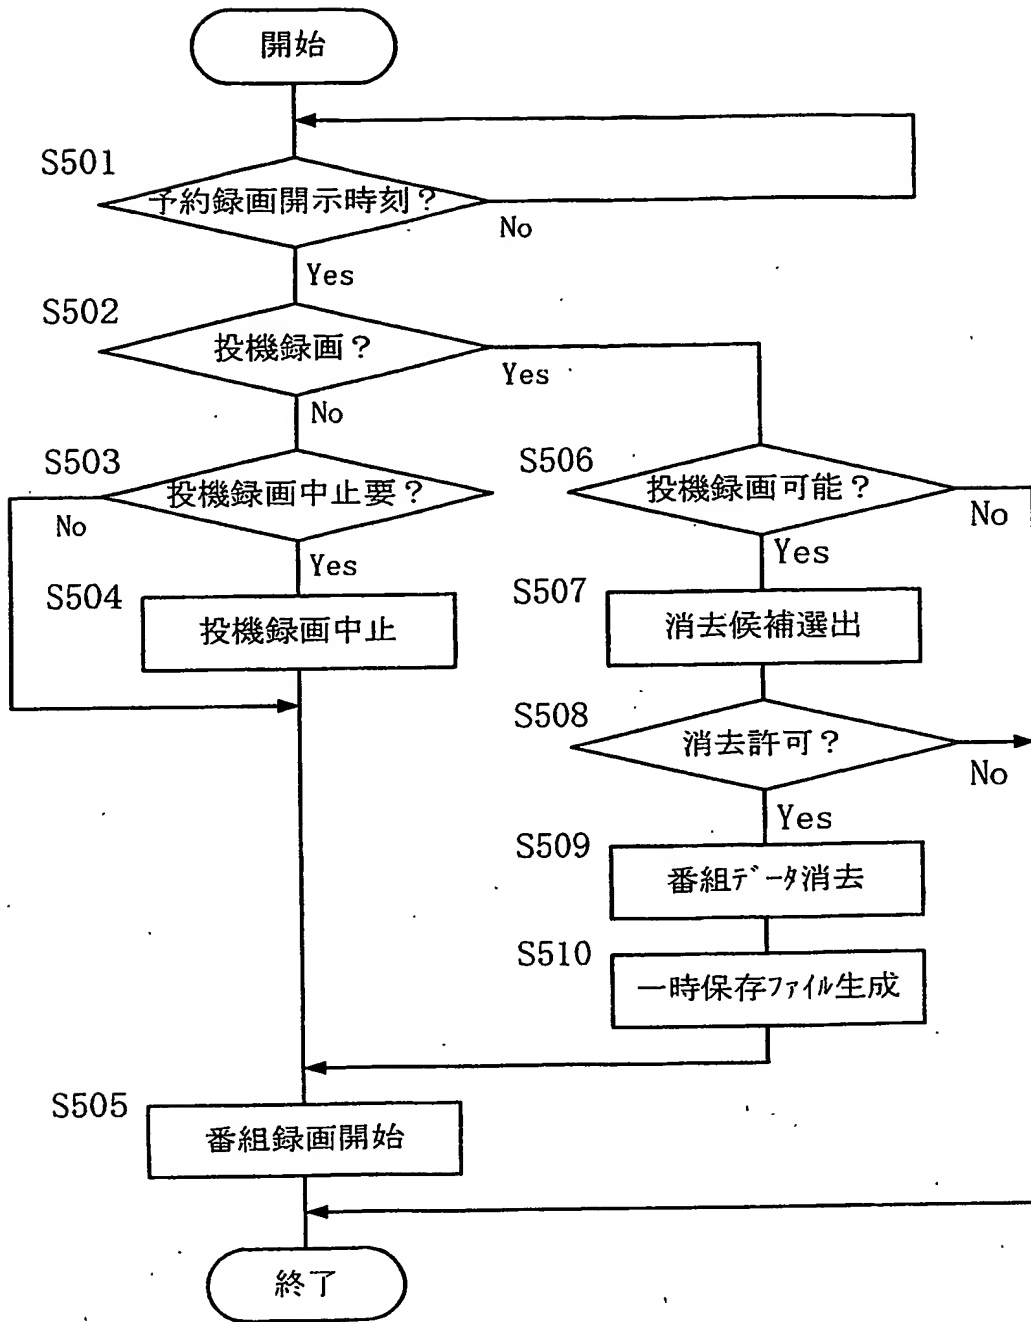 開始
S501
予約録画開示時刻?
No
Yes
S502
投機録画?
Yes
No
S503
投機録画中止要?
No
Yes
S504
投機録画中止
S506
投機録画可能?
No
Yes
S507
消去候補選出
S508
消去許可?
No
Yes
S509
番組データ消去
S510
一時保存ファイル生成
S505
番組録画開始
終了